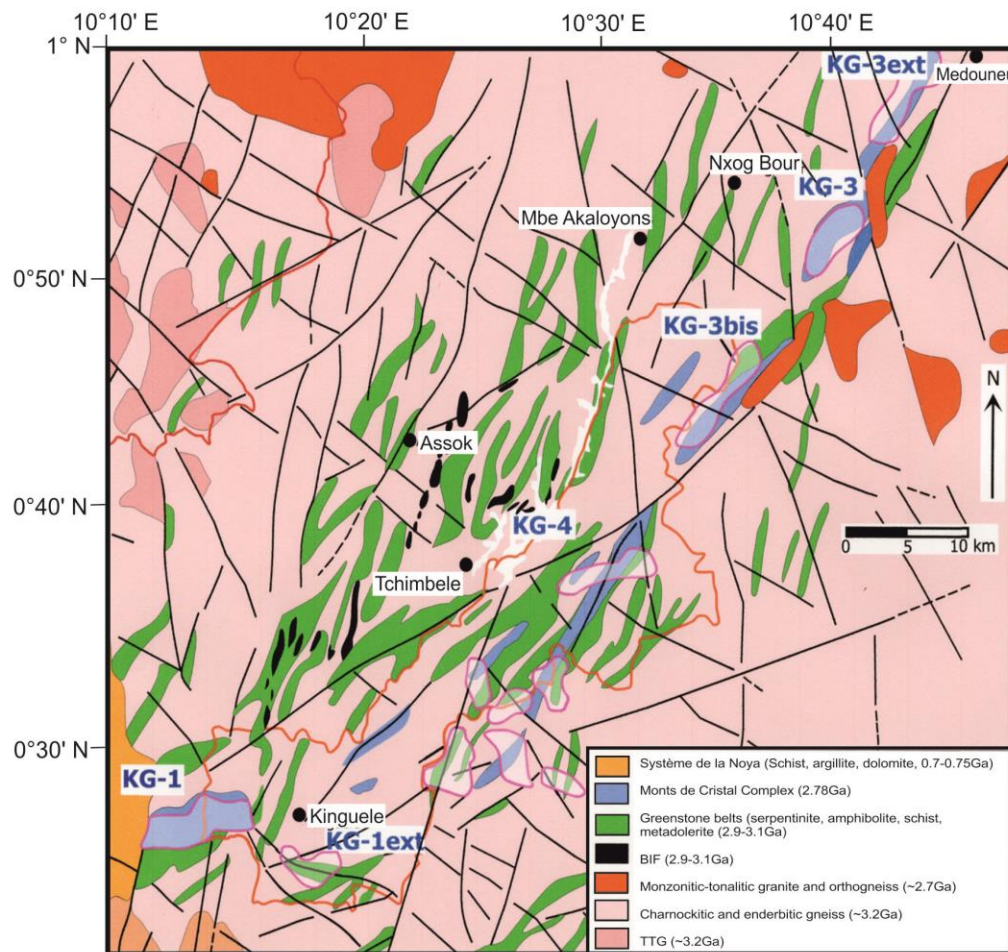 10°10' E 10°20' E 10°30' E 10°40' E
1° N
KG-3ext
Medouneu
Nxog Bour
KG-3
Mbe Akaloyons
0°50' N
KG-3bis
N
Assok
0°40' N
KG-4
0 5 10 km
Tchimbele
0°30' N
KG-1
Kinguele
KG-1ext
Système de la Noya (Schist, argillite, dolomite, 0.7-0.75Ga)
Monts de Cristal Complex (2.78Ga)
Greenstone belts (serpentinite, amphibolite, schist,
metadolerite (2.9-3.1Ga)
BIF (2.9-3.1Ga)
Monzonitic-tonalitic granite and orthogneiss (~2.7Ga)
Charnockitic and enderbitic gneiss (~3.2Ga)
TTG (~3.2Ga)